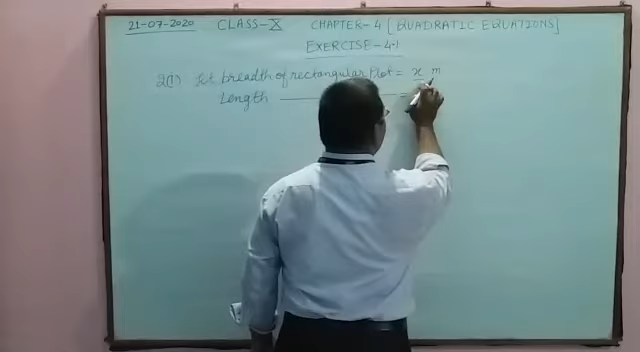 21-07-2020 CLASS-X CHAPTER-4 [QUADRATIC EQUATIONS]
EXERCISE-4.1
2(i) Let breadth of rectangular Plot = x m
Length ——— =